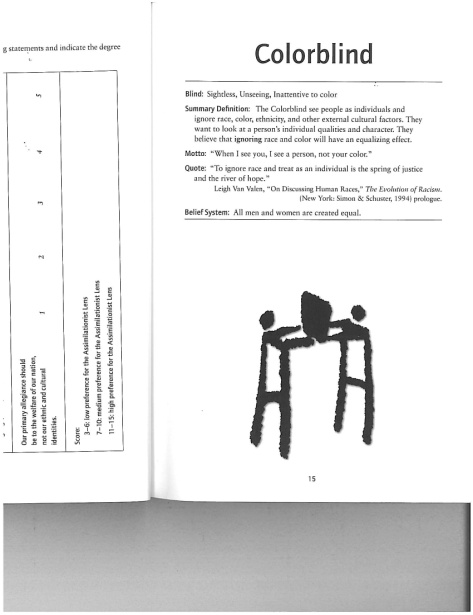 g statements and indicate the degree
1 2 3 4 5
Our primary allegiance should
be to the welfare of our nation,
not our ethnic and cultural
identities.
Score:
3–6: low preference for the Assimilationist Lens
7–10: medium preference for the Assimilationist Lens
11–15: high preference for the Assimilationist Lens
Colorblind
Blind: Sightless, Unseeing, Inattentive to color
Summary Definition: The Colorblind see people as individuals and
ignore race, color, ethnicity, and other external cultural factors. They
want to look at a person's individual qualities and character. They
believe that ignoring race and color will have an equalizing effect.
Motto: "When I see you, I see a person, not your color."
Quote: "To ignore race and treat as an individual is the spring of justice
and the river of hope."
Leigh Van Valen, "On Discussing Human Races," The Evolution of Racism.
(New York: Simon & Schuster, 1994) prologue.
Belief System: All men and women are created equal.
15